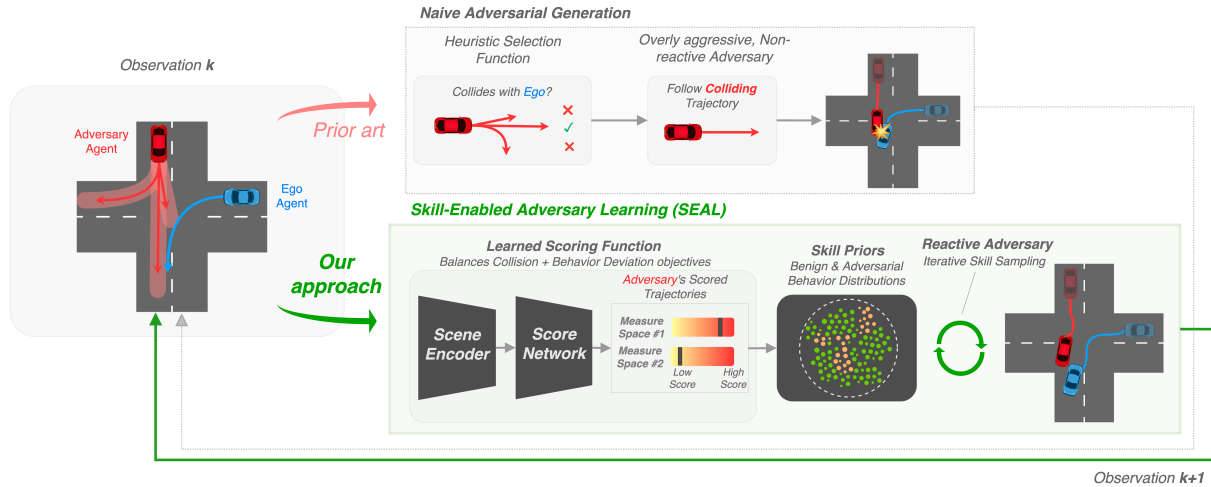 Naive Adversarial Generation
Observation k
Adversary
Agent
Ego
Agent
Prior art
Our
approach
Heuristic Selection
Function
Collides with Ego?
Overly aggressive, Non-
reactive Adversary
Follow Colliding
Trajectory
Skill-Enabled Adversary Learning (SEAL)
Learned Scoring Function
Balances Collision + Behavior Deviation objectives
Scene
Encoder
Score
Network
Adversary's Scored
Trajectories
Measure
Space #1
Measure
Space #2
Low
Score
High
Score
Skill Priors
Benign & Adversarial
Behavior Distributions
Reactive Adversary
Iterative Skill Sampling
Observation k+1